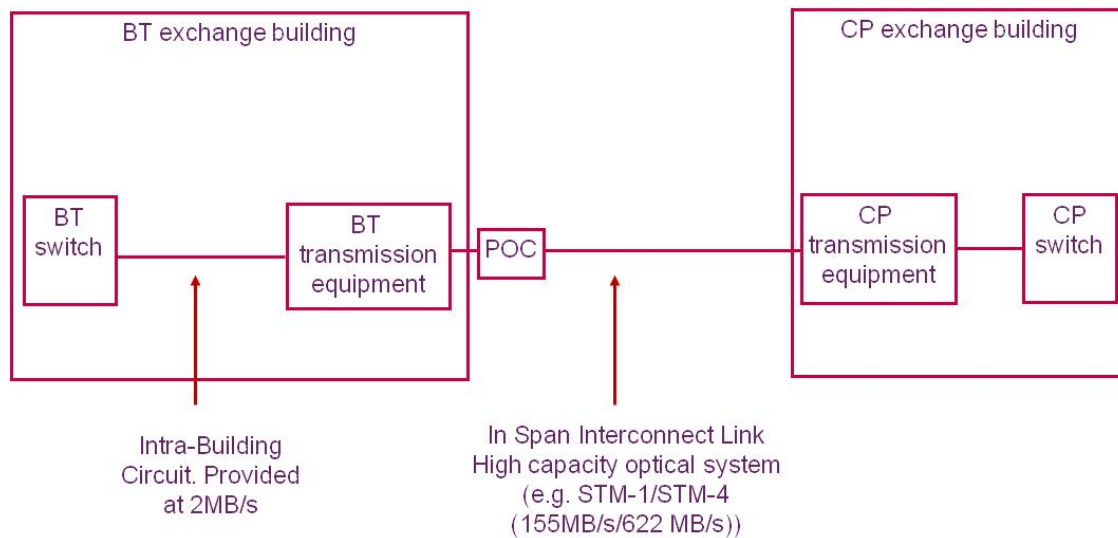 BT exchange building
CP exchange building
BT
switch
BT
transmission
equipment
POC
CP
transmission
equipment
CP
switch
Intra-Building
Circuit. Provided
at 2MB/s
In Span Interconnect Link
High capacity optical system
(e.g. STM-1/STM-4
(155MB/s/622 MB/s))